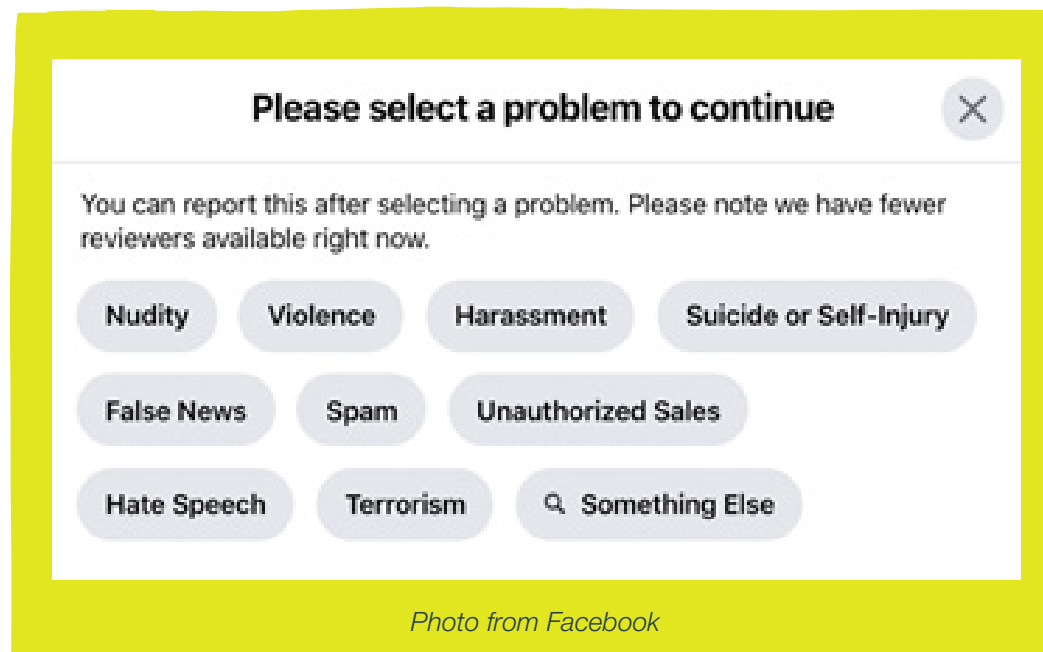 Please select a problem to continue
You can report this after selecting a problem. Please note we have fewer
reviewers available right now.
Nudity Violence Harassment Suicide or Self-Injury
False News Spam Unauthorized Sales
Hate Speech Terrorism Something Else
Photo from Facebook